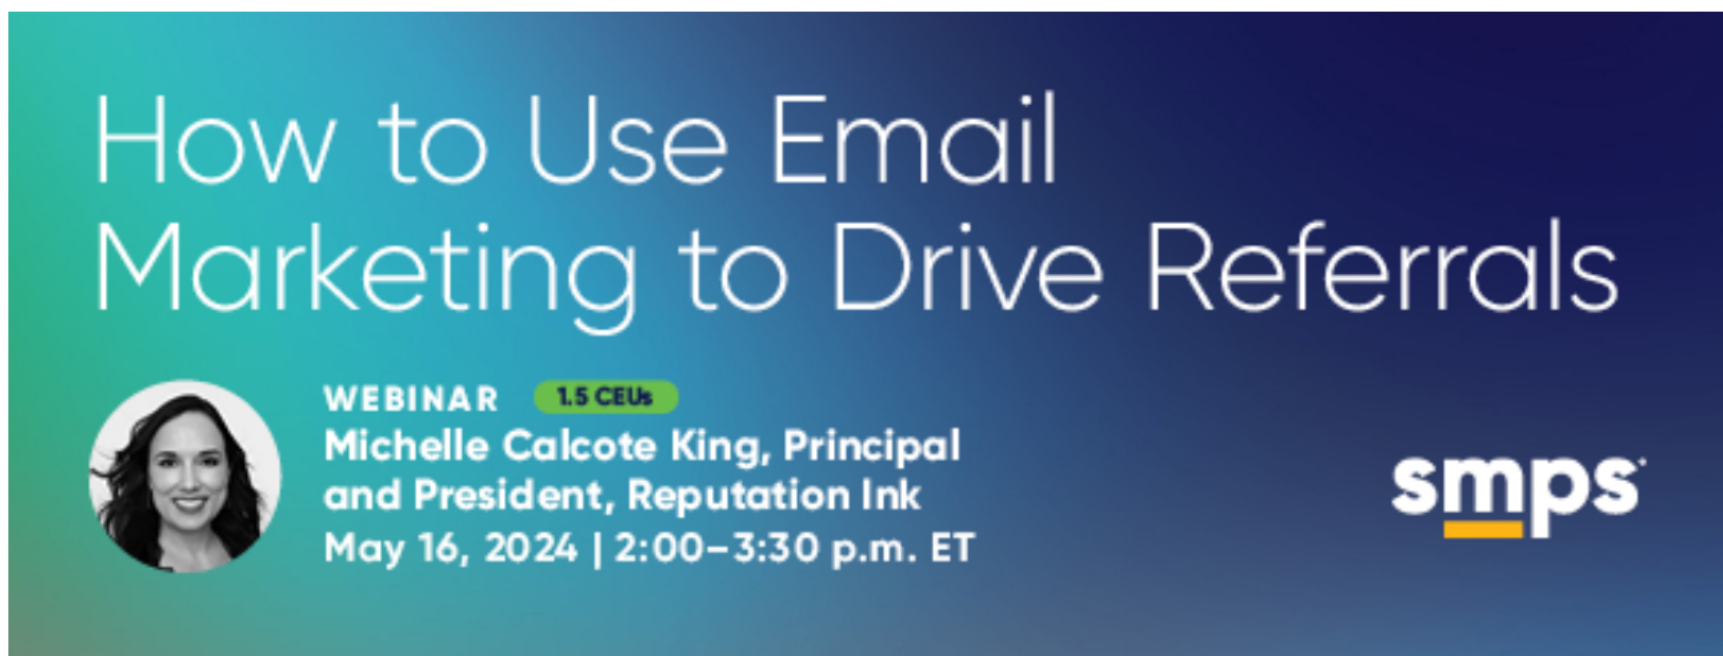 How to Use Email
Marketing to Drive Referrals
WEBINAR 1.5 CEUs
Michelle Calcote King, Principal
and President, Reputation Ink
May 16, 2024 | 2:00–3:30 p.m. ET
smps